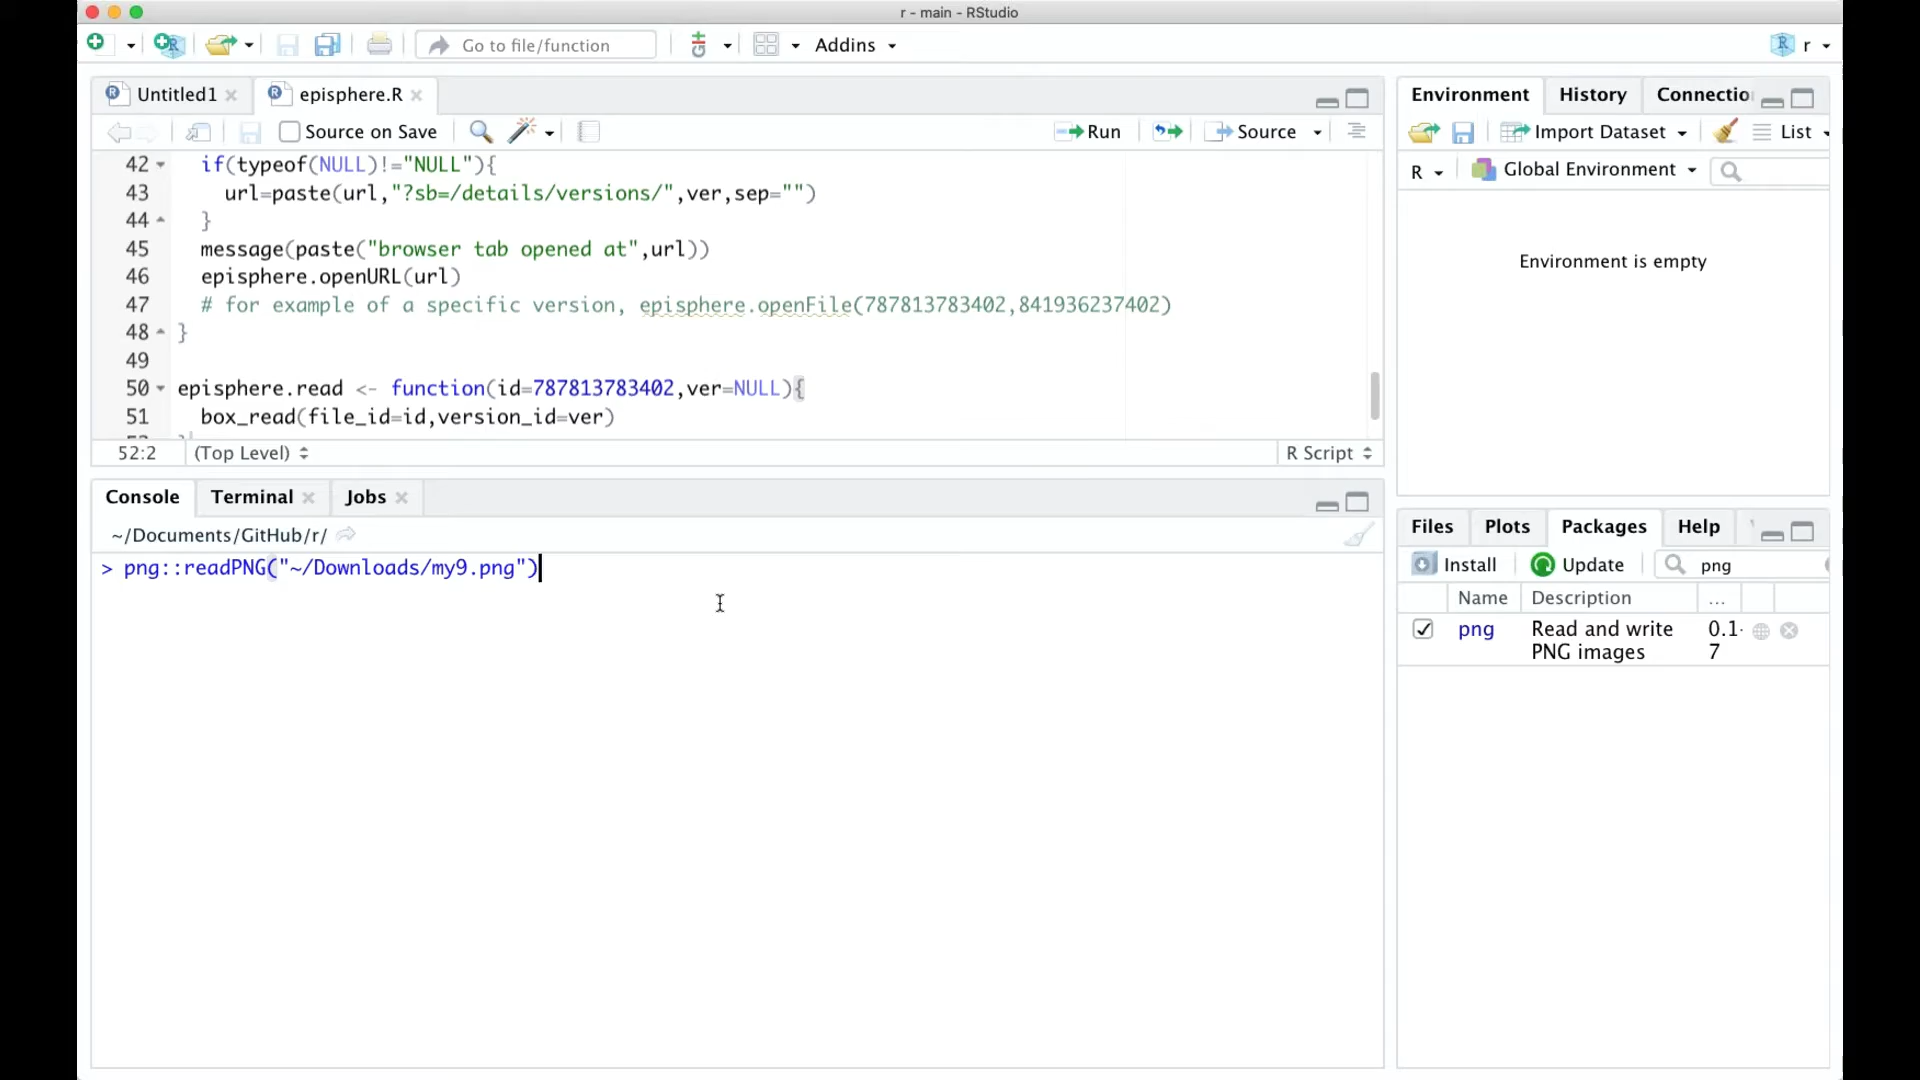 r - main - RStudio
Go to file/function
Addins
r
Untitled1
episphere.R
Source on Save
Run
Source
42 if(typeof(NULL)!="NULL"){
43 url=paste(url,"?sb=/details/versions/",ver,sep="")
44 }
45 message(paste("browser tab opened at",url))
46 episphere.openURL(url)
47 # for example of a specific version, episphere.openFile(787813783402,841936237402)
48 }
49
50 episphere.read <- function(id=787813783402,ver=NULL){
51 box_read(file_id=id,version_id=ver)
52:2 (Top Level) R Script
Console Terminal Jobs
~/Documents/GitHub/r/
> png::readPNG("~/Downloads/my9.png")
Environment History Connectio
Import Dataset List
R Global Environment
Environment is empty
Files Plots Packages Help
Install Update png
Name Description ...
png Read and write 0.1-
PNG images 7